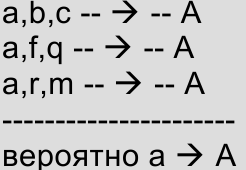 a,b,c -- → -- A
a,f,q -- → -- A
a,r,m -- → -- A
----------------------
вероятно a → A